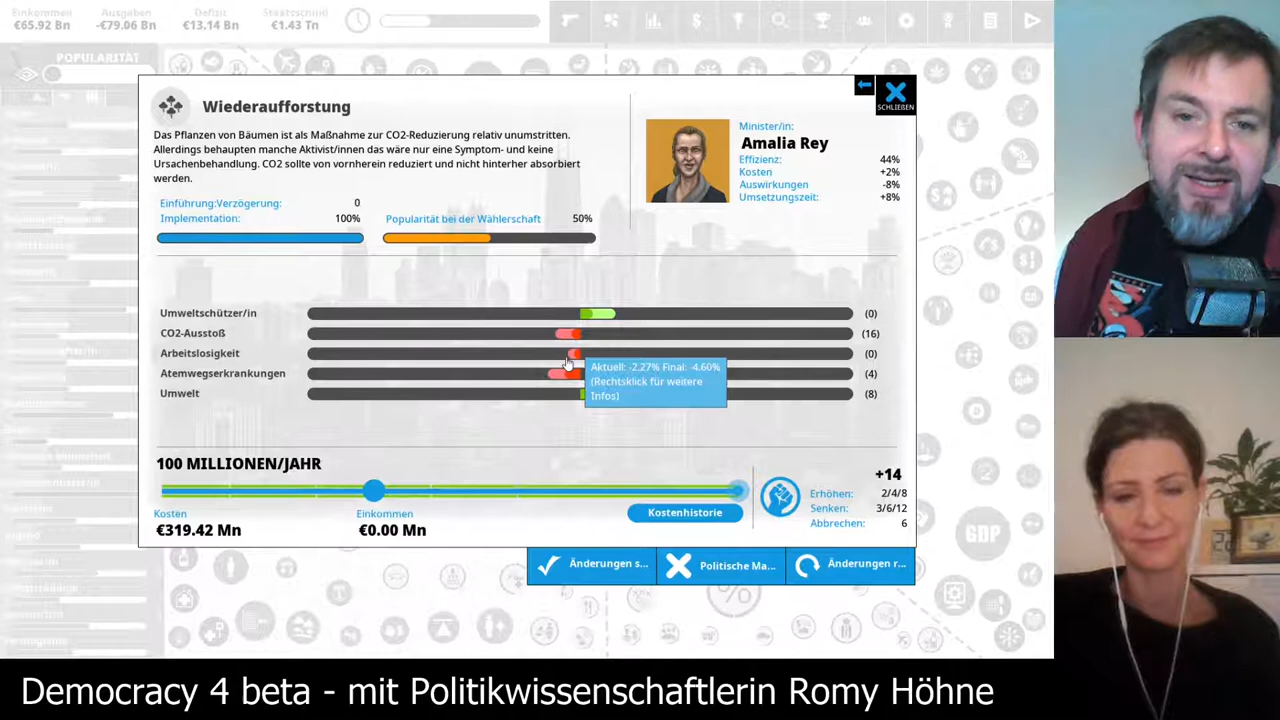 Einkommen
€65.92 Bn
Ausgaben
-€79.06 Bn
Defizit
€13.14 Bn
Staatsschuld
€1.43 Tn
POPULARITÄT
SCHLIEßEN
Wiederaufforstung
Das Pflanzen von Bäumen ist als Maßnahme zur CO2-Reduzierung relativ unumstritten.
Allerdings behaupten manche Aktivist/innen das wäre nur eine Symptom- und keine
Ursachenbehandlung. CO2 sollte von vornherein reduziert und nicht hinterher absorbiert
werden.
Einführung:Verzögerung: 0
Implementation: 100%
Popularität bei der Wählerschaft 50%
Minister/in:
Amalia Rey
Effizienz: 44%
Kosten +2%
Auswirkungen -8%
Umsetzungszeit: +8%
Umweltschützer/in (0)
CO2-Ausstoß (16)
Arbeitslosigkeit (0)
Atemwegserkrankungen (4)
Umwelt (8)
Aktuell: -2.27% Final: -4.60%
(Rechtsklick für weitere
Infos)
100 MILLIONEN/JAHR
Kosten
€319.42 Mn
Einkommen
€0.00 Mn
Kostenhistorie
+14
Erhöhen: 2/4/8
Senken: 3/6/12
Abbrechen: 6
Änderungen s...
Politische Ma...
Änderungen r...
GDP
Democracy 4 beta - mit Politikwissenschaftlerin Romy Höhne